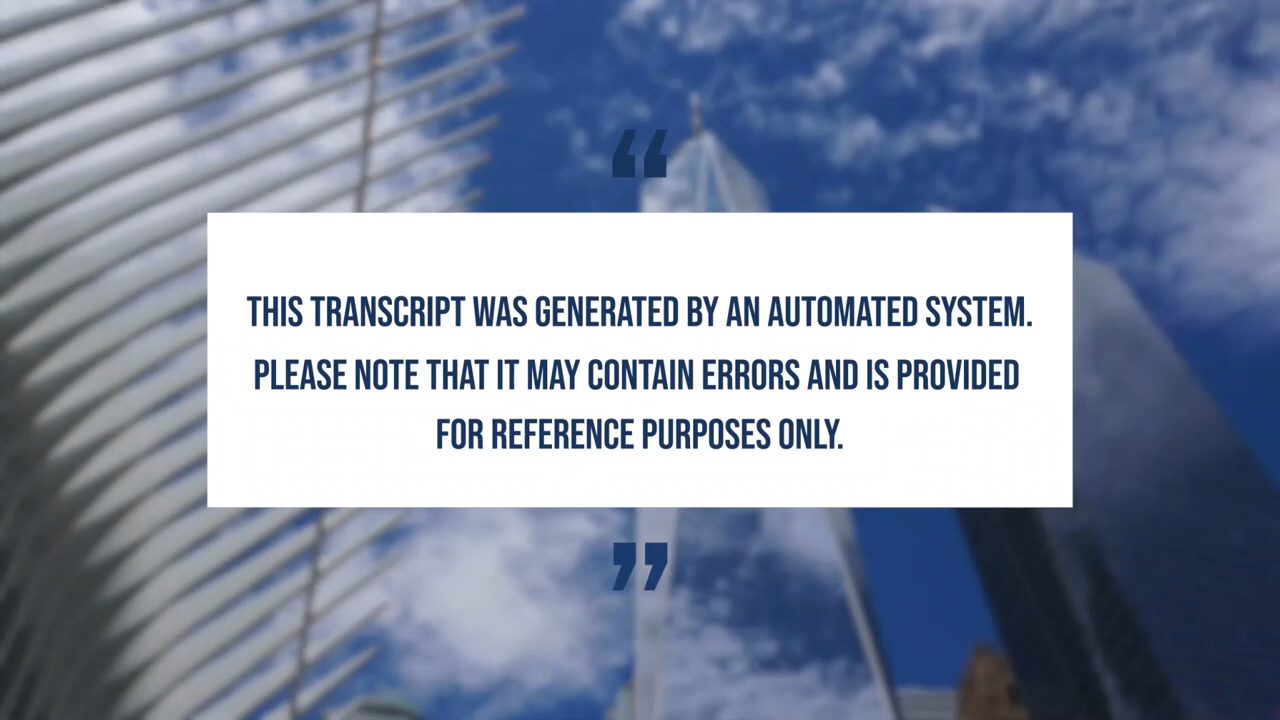 “
THIS TRANSCRIPT WAS GENERATED BY AN AUTOMATED SYSTEM.
PLEASE NOTE THAT IT MAY CONTAIN ERRORS AND IS PROVIDED
FOR REFERENCE PURPOSES ONLY.
”